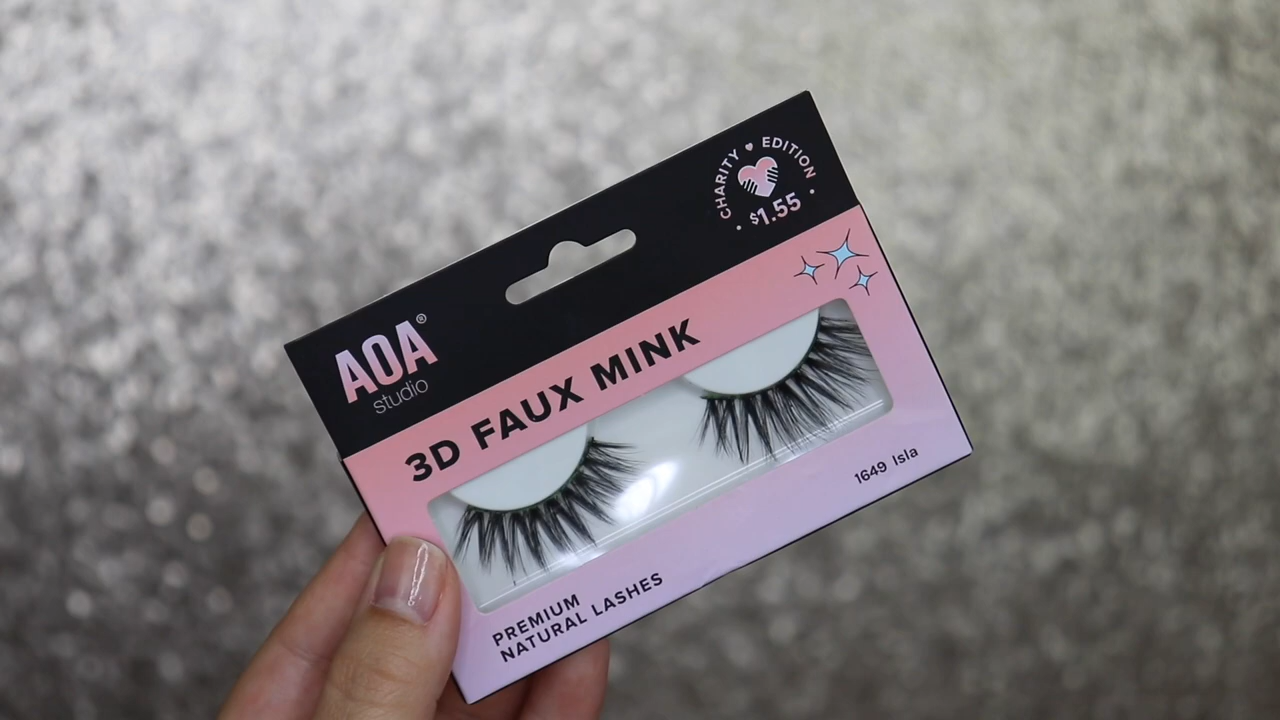 CHARITY EDITION
$1.55
AOA®
studio
3D FAUX MINK
1649 Isla
PREMIUM
NATURAL LASHES